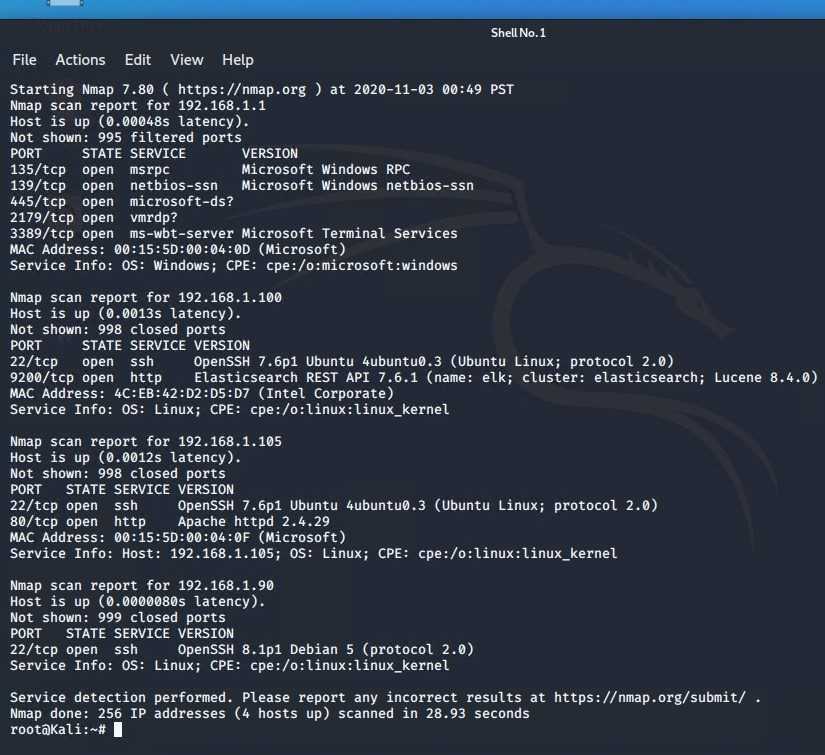 Shell No.1
File Actions Edit View Help
Starting Nmap 7.80 ( https://nmap.org ) at 2020-11-03 00:49 PST
Nmap scan report for 192.168.1.1
Host is up (0.00048s latency).
Not shown: 995 filtered ports
PORT     STATE SERVICE       VERSION
135/tcp  open  msrpc         Microsoft Windows RPC
139/tcp  open  netbios-ssn   Microsoft Windows netbios-ssn
445/tcp  open  microsoft-ds?
2179/tcp open  vmrdp?
3389/tcp open  ms-wbt-server Microsoft Terminal Services
MAC Address: 00:15:5D:00:04:0D (Microsoft)
Service Info: OS: Windows; CPE: cpe:/o:microsoft:windows

Nmap scan report for 192.168.1.100
Host is up (0.0013s latency).
Not shown: 998 closed ports
PORT     STATE SERVICE VERSION
22/tcp   open  ssh     OpenSSH 7.6p1 Ubuntu 4ubuntu0.3 (Ubuntu Linux; protocol 2.0)
9200/tcp open  http    Elasticsearch REST API 7.6.1 (name: elk; cluster: elasticsearch; Lucene 8.4.0)
MAC Address: 4C:EB:42:D2:D5:D7 (Intel Corporate)
Service Info: OS: Linux; CPE: cpe:/o:linux:linux_kernel

Nmap scan report for 192.168.1.105
Host is up (0.0012s latency).
Not shown: 998 closed ports
PORT   STATE SERVICE VERSION
22/tcp open  ssh     OpenSSH 7.6p1 Ubuntu 4ubuntu0.3 (Ubuntu Linux; protocol 2.0)
80/tcp open  http    Apache httpd 2.4.29
MAC Address: 00:15:5D:00:04:0F (Microsoft)
Service Info: Host: 192.168.1.105; OS: Linux; CPE: cpe:/o:linux:linux_kernel

Nmap scan report for 192.168.1.90
Host is up (0.0000080s latency).
Not shown: 999 closed ports
PORT   STATE SERVICE VERSION
22/tcp open  ssh     OpenSSH 8.1p1 Debian 5 (protocol 2.0)
Service Info: OS: Linux; CPE: cpe:/o:linux:linux_kernel

Service detection performed. Please report any incorrect results at https://nmap.org/submit/ .
Nmap done: 256 IP addresses (4 hosts up) scanned in 28.93 seconds
root@Kali:~#